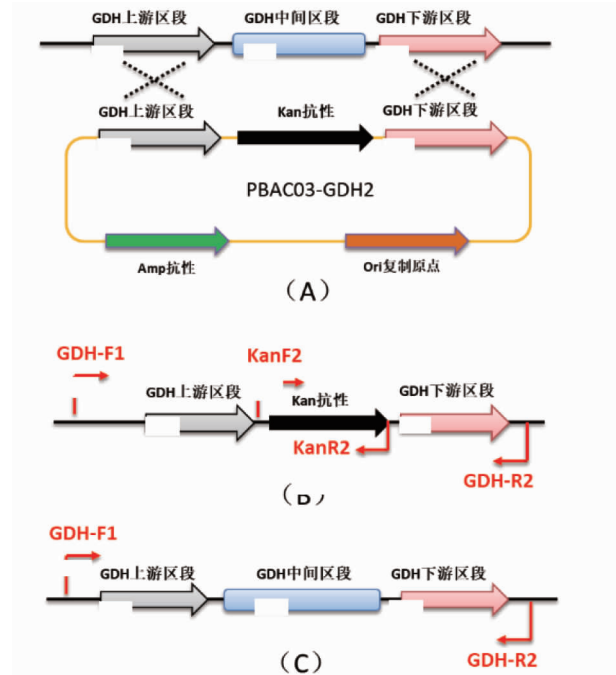 GDH上游区段 GDH中间区段 GDH下游区段
GDH上游区段 Kan抗性 GDH下游区段
PBAC03-GDH2
Amp抗性 Ori复制原点
(A)
GDH-F1 KanF2
GDH上游区段 Kan抗性 GDH下游区段
KanR2
GDH-R2
GDH-F1
GDH上游区段 GDH中间区段 GDH下游区段
GDH-R2
(C)